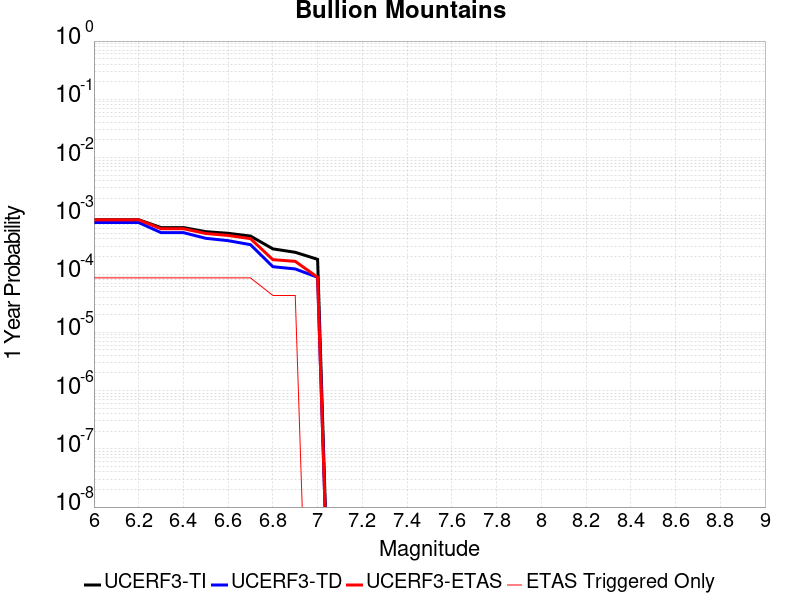 Bullion Mountains
10^0
10^-1
10^-2
10^-3
10^-4
10^-5
10^-6
10^-7
10^-8
1 Year Probability
6 6.2 6.4 6.6 6.8 7 7.2 7.4 7.6 7.8 8 8.2 8.4 8.6 8.8 9
Magnitude
UCERF3-TI UCERF3-TD UCERF3-ETAS ETAS Triggered Only